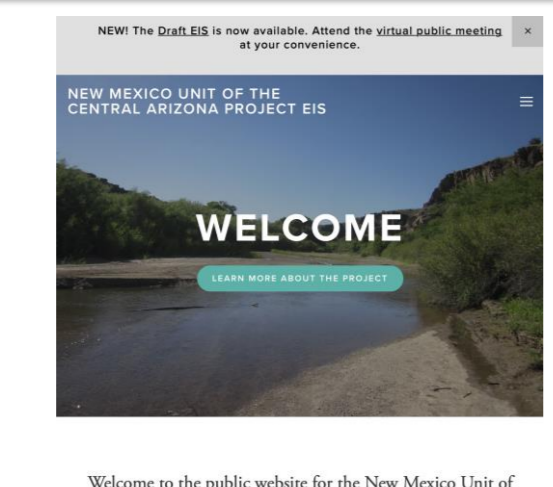 NEW! The Draft EIS is now available. Attend the virtual public meeting
at your convenience.
×
NEW MEXICO UNIT OF THE
CENTRAL ARIZONA PROJECT EIS
WELCOME
LEARN MORE ABOUT THE PROJECT
Welcome to the public website for the New Mexico Unit of